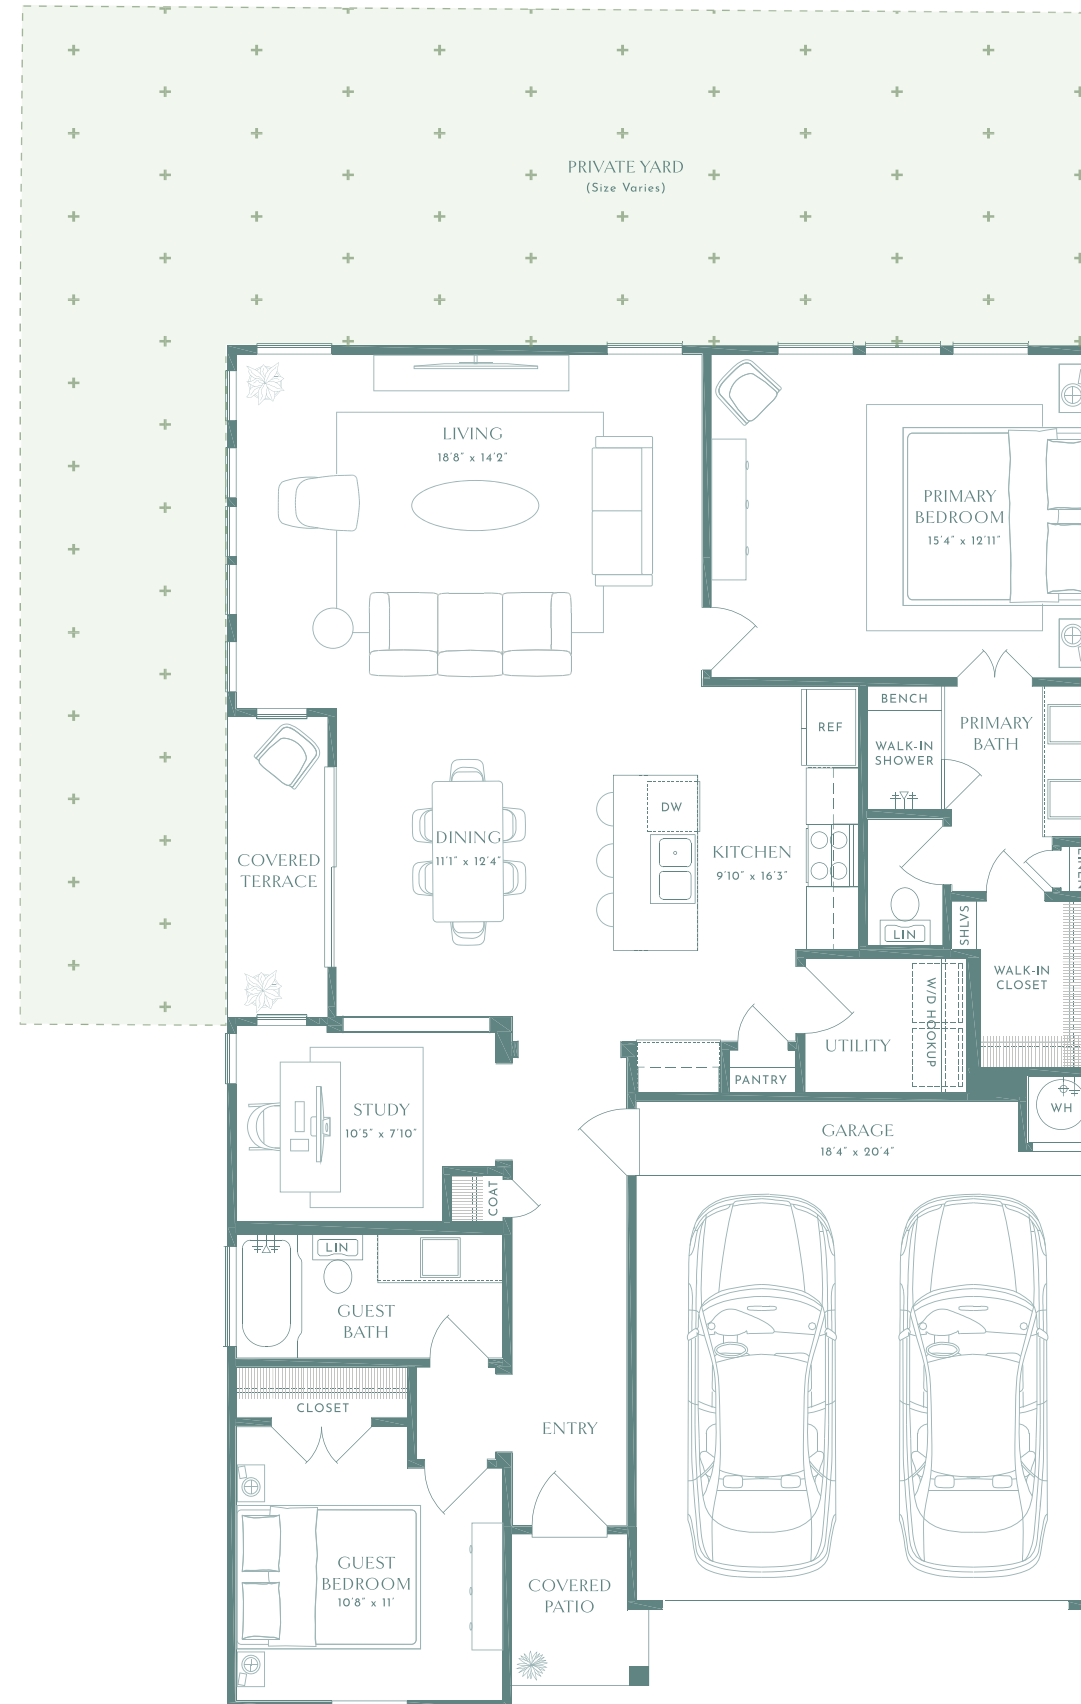 PRIVATE YARD
(Size Varies)
LIVING
18'8" x 14'2"
PRIMARY
BEDROOM
15'4" x 12'11"
REF
BENCH
WALK-IN
SHOWER
PRIMARY
BATH
DW
DINING
11'1" x 12'4"
KITCHEN
9'10" x 16'3"
COVERED
TERRACE
LINEN
LIN
SHLVS
WALK-IN
CLOSET
W/D HOOKUP
UTILITY
PANTRY
STUDY
10'5" x 7'10"
WH
GARAGE
18'4" x 20'4"
COAT
LIN
GUEST
BATH
CLOSET
ENTRY
GUEST
BEDROOM
10'8" x 11'
COVERED
PATIO